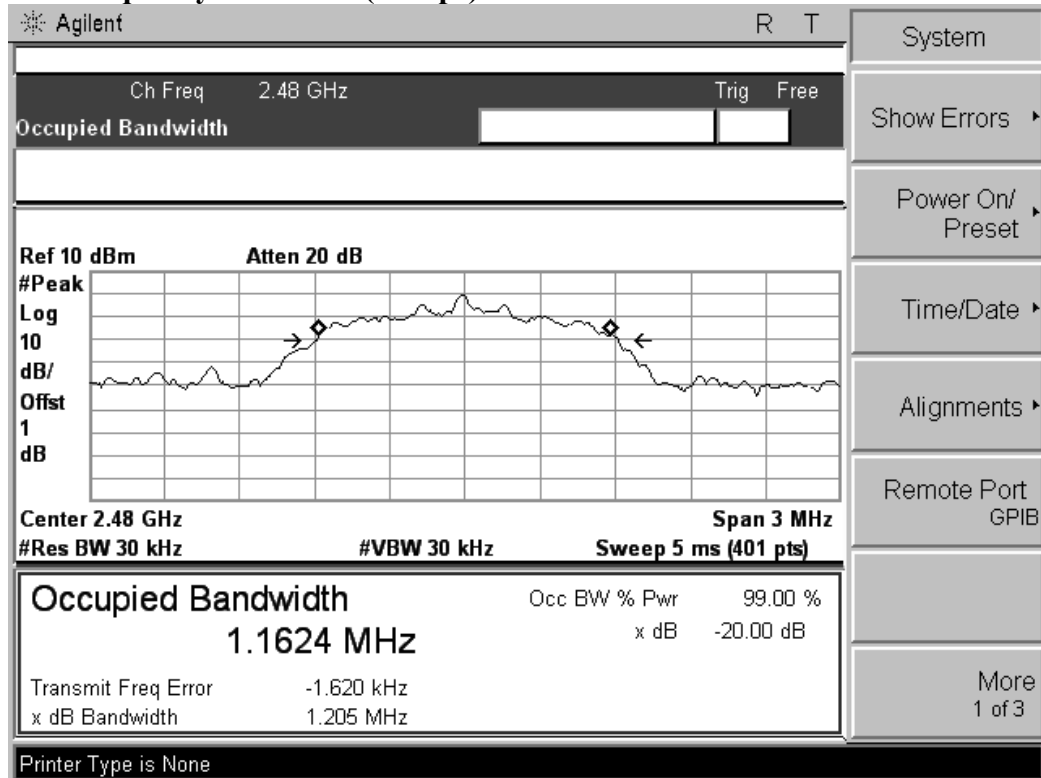 Agilent R T
Ch Freq 2.48 GHz Trig Free
Occupied Bandwidth
Ref 10 dBm Atten 20 dB
#Peak
Log
10
dB/
Offst
1
dB
Center 2.48 GHz Span 3 MHz
#Res BW 30 kHz #VBW 30 kHz Sweep 5 ms (401 pts)
Occupied Bandwidth
1.1624 MHz
Occ BW % Pwr 99.00 %
x dB -20.00 dB
Transmit Freq Error -1.620 kHz
x dB Bandwidth 1.205 MHz
Printer Type is None
System
Show Errors
Power On/
Preset
Time/Date
Alignments
Remote Port
GPIB
More
1 of 3